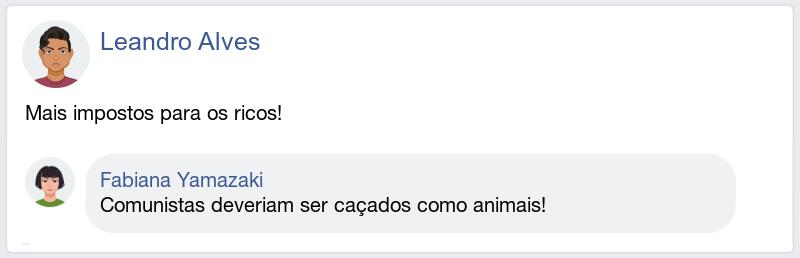 Leandro Alves
Mais impostos para os ricos!
Fabiana Yamazaki
Comunistas deveriam ser caçados como animais!